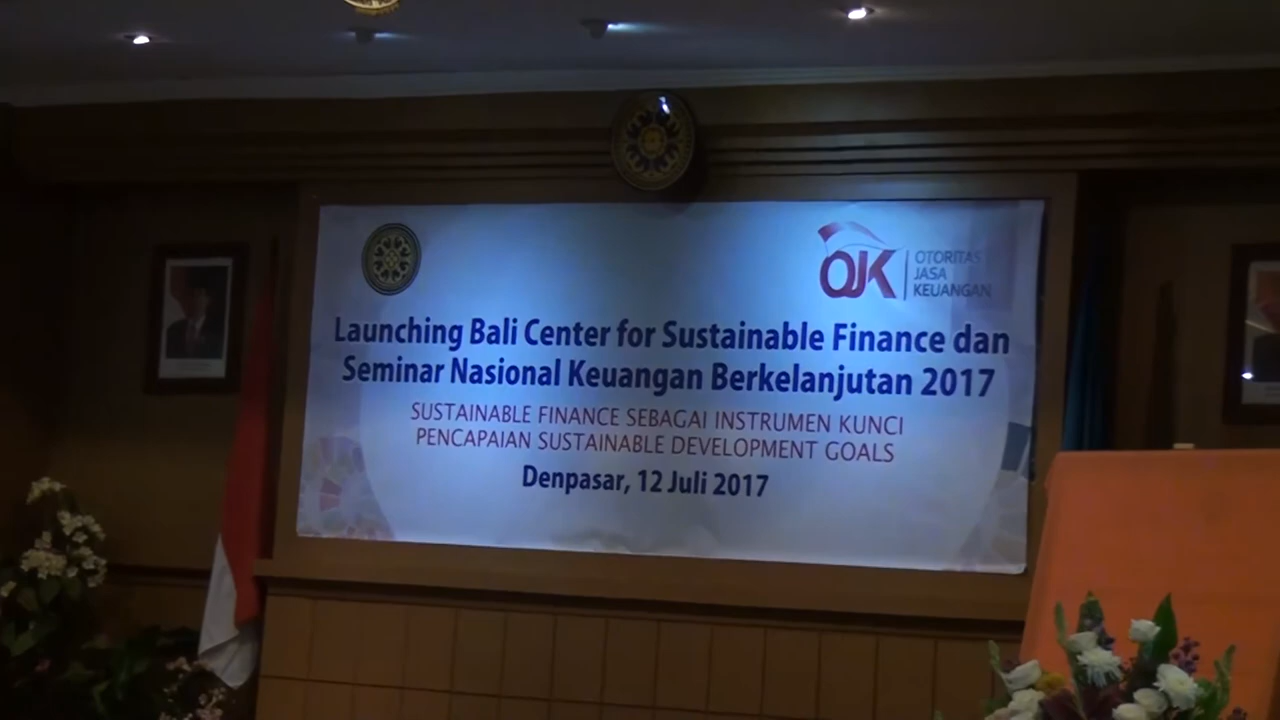 OJK
OTORITAS
JASA
KEUANGAN
Launching Bali Center for Sustainable Finance dan
Seminar Nasional Keuangan Berkelanjutan 2017
SUSTAINABLE FINANCE SEBAGAI INSTRUMEN KUNCI
PENCAPAIAN SUSTAINABLE DEVELOPMENT GOALS
Denpasar, 12 Juli 2017